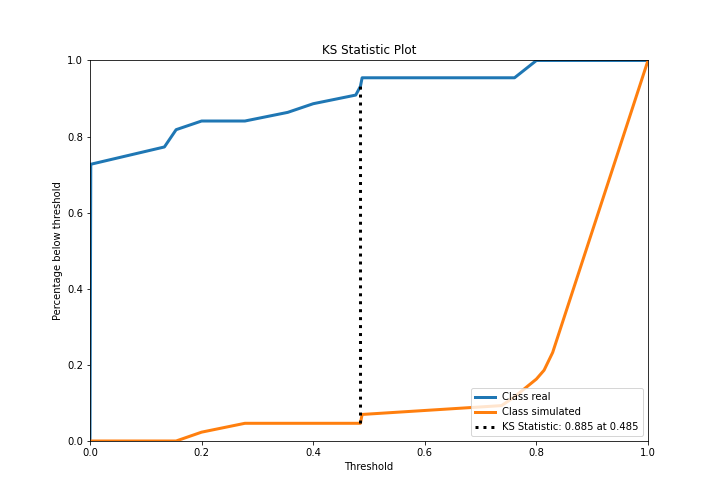 KS Statistic Plot
1.0
0.8
0.6
0.4
0.2
0.0
Percentage below threshold
0.0 0.2 0.4 0.6 0.8 1.0
Threshold
Class real
Class simulated
KS Statistic: 0.885 at 0.485